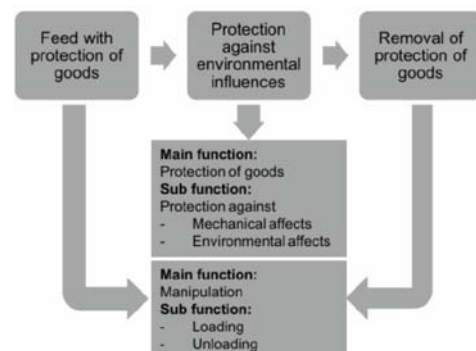 Feed with
protection of
goods
Protection
against
environmental
influences
Removal of
protection of
goods
Main function:
Protection of goods
Sub function:
Protection against
- Mechanical affects
- Environmental affects
Main function:
Manipulation
Sub function:
- Loading
- Unloading